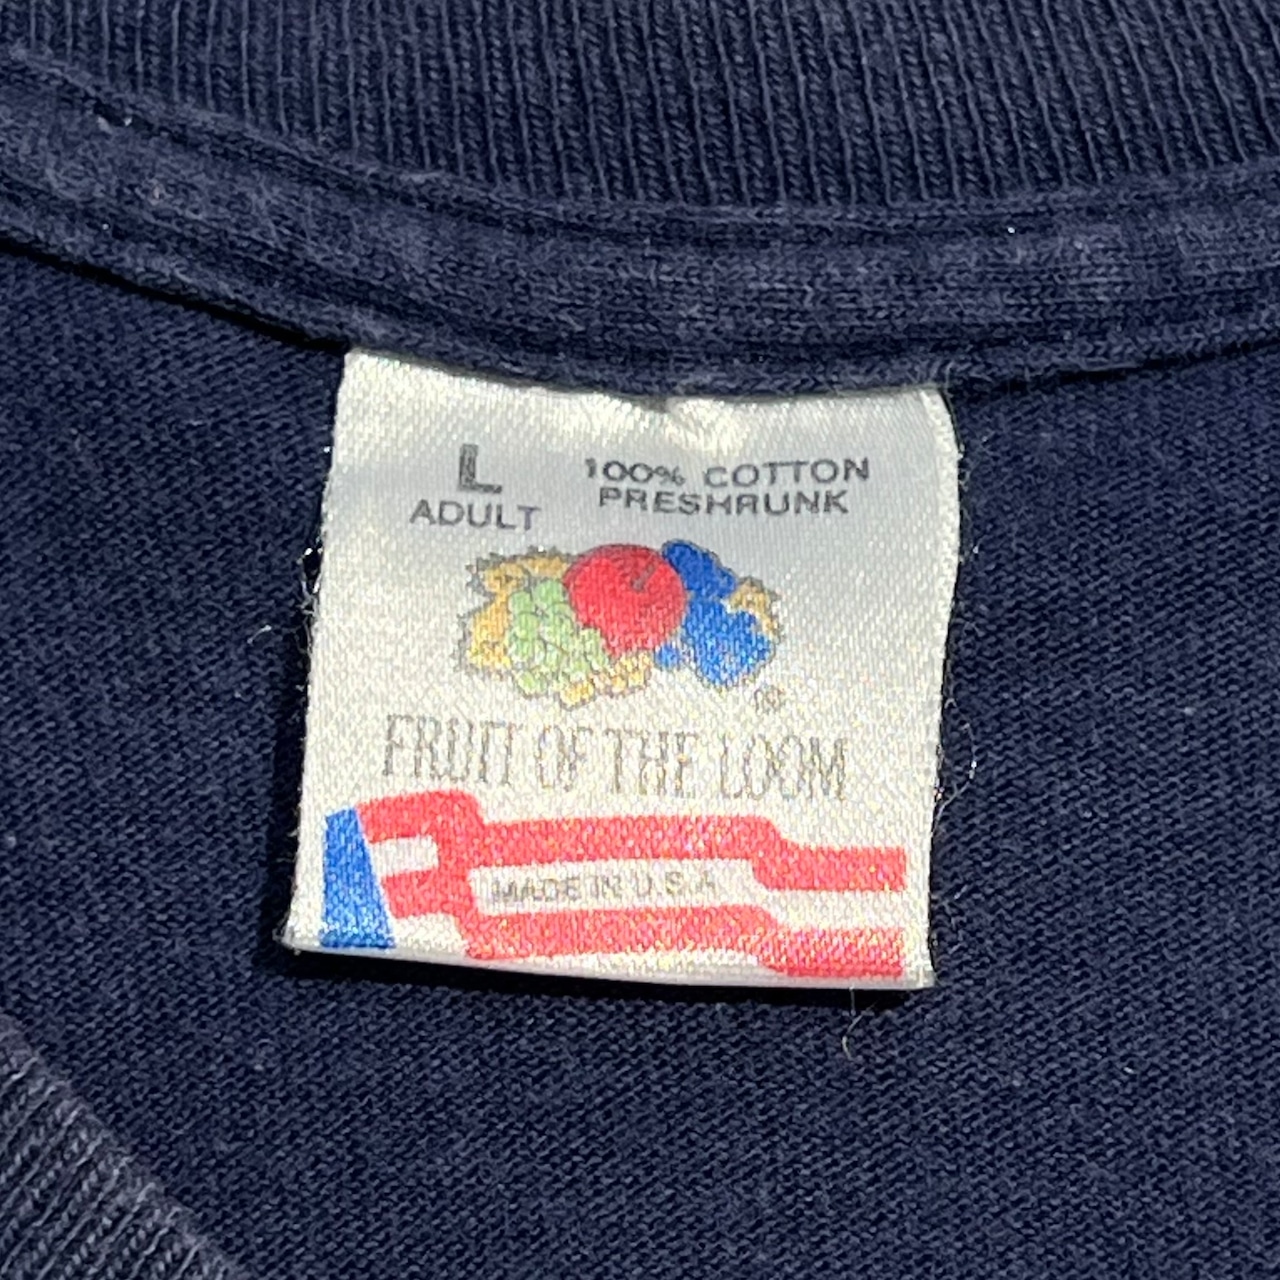 L
ADULT
100% COTTON
PRESHRUNK
®
FRUIT OF THE LOOM
MADE IN U.S.A